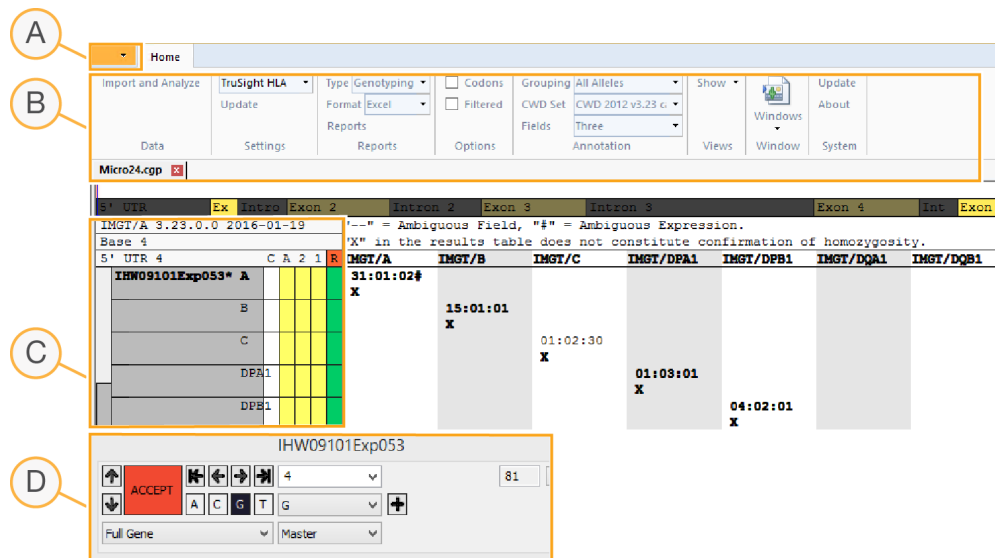 A
Home
B
Import and Analyze
TruSight HLA
Type Genotyping
Codons
Grouping All Alleles
Show
Update
Update
Format Excel
Filtered
CWD Set CWD 2012 v3.23 c
Windows
About
Reports
Fields Three
Data
Settings
Reports
Options
Annotation
Views
Window
System
Micro24.cgp
5' UTR Ex Intro Exon 2 Intron 2 Exon 3 Intron 3 Exon 4 Int Exon
IMGT/A 3.23.0.0 2016-01-19 "--" = Ambiguous Field, "#" = Ambiguous Expression.
Base 4 "X" in the results table does not constitute confirmation of homozygosity.
5' UTR 4 C A 2 1 R IMGT/A IMGT/B IMGT/C IMGT/DPA1 IMGT/DPB1 IMGT/DQA1 IMGT/DQB1
IHW09101Exp053* A 31:01:02#
X
B 15:01:01
X
C
C 01:02:30
X
DPA1 01:03:01
X
DPB1 04:02:01
X
IHW09101Exp053
D
ACCEPT 4 81
A C G T G
Full Gene Master